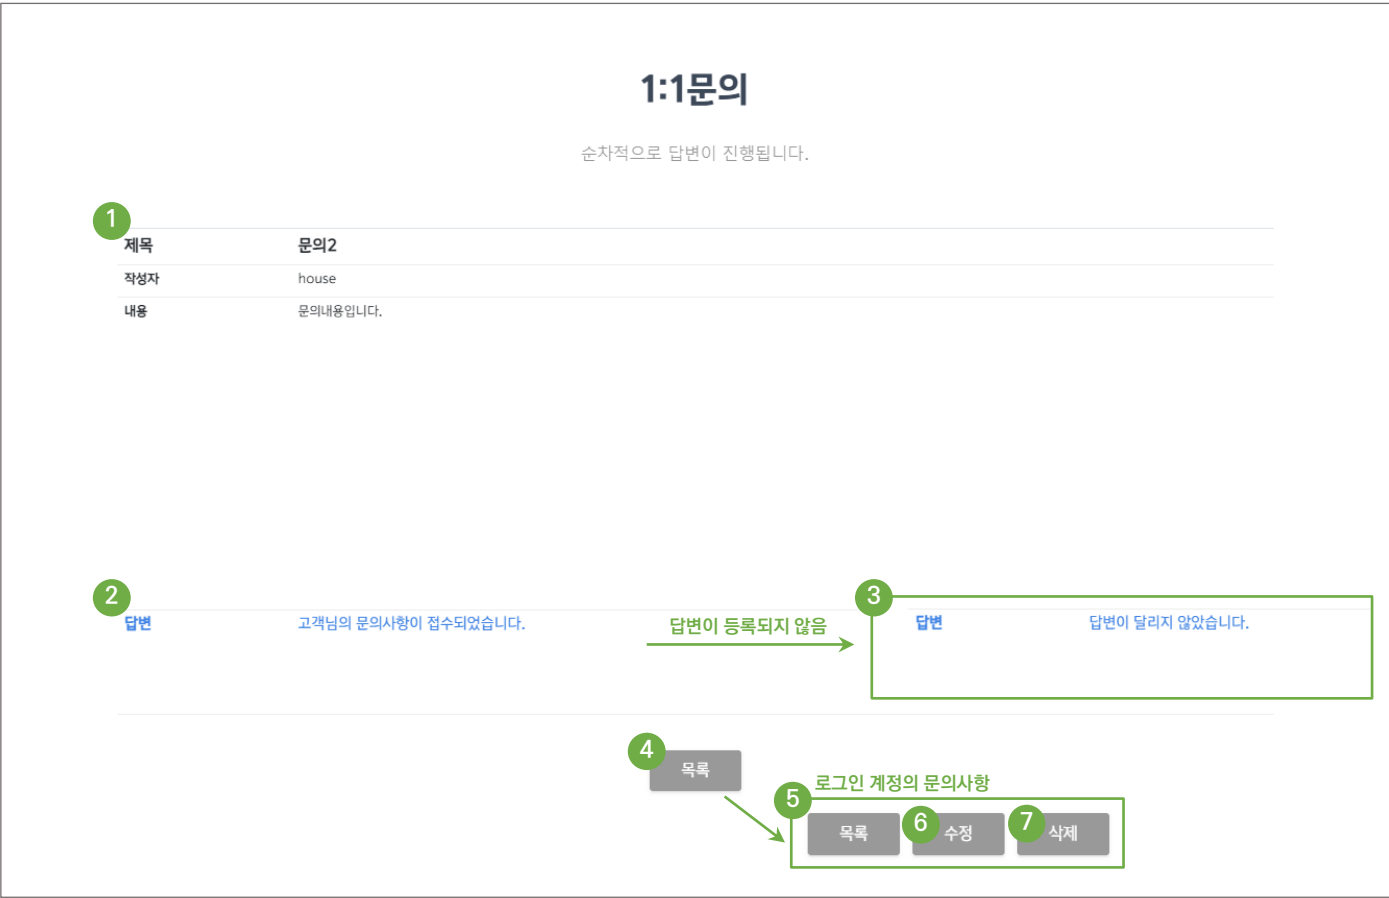 1:1문의
순차적으로 답변이 진행됩니다.
1
제목 문의2
작성자 house
내용 문의내용입니다.
2
답변 고객님의 문의사항이 접수되었습니다.
답변이 등록되지 않음
3
답변 답변이 달리지 않았습니다.
4
목록
로그인 계정의 문의사항
5
목록
6
수정
7
삭제